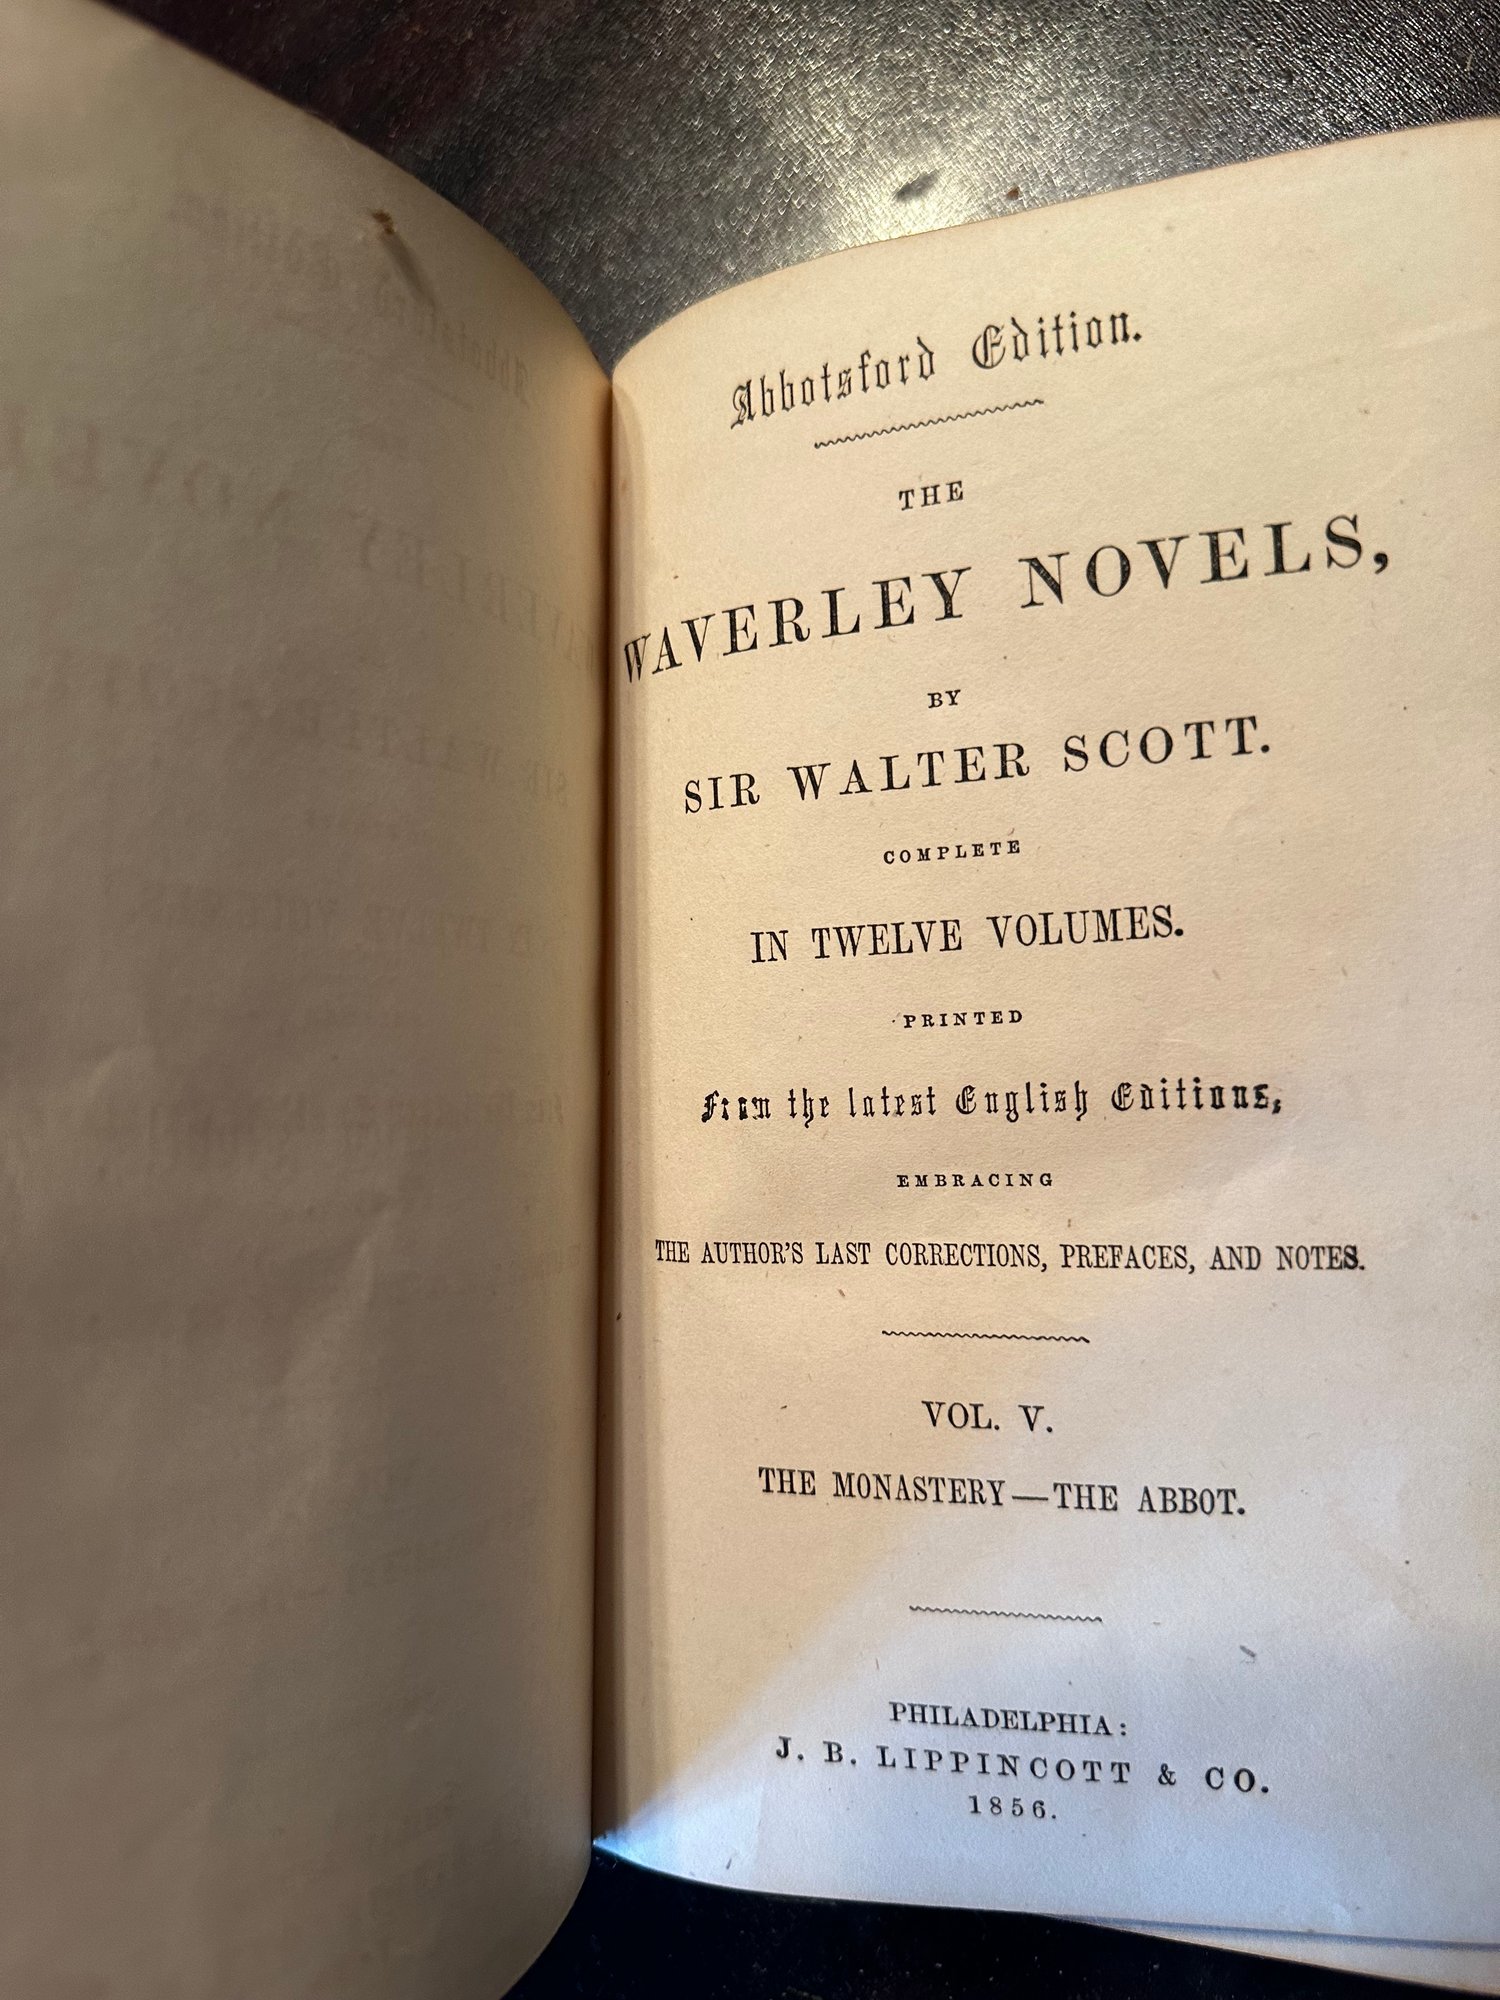 Abbotsford Edition.
THE
WAVERLEY NOVELS,
BY
SIR WALTER SCOTT.
COMPLETE
IN TWELVE VOLUMES.
PRINTED
From the latest English Editions,
EMBRACING
THE AUTHOR'S LAST CORRECTIONS, PREFACES, AND NOTES.
VOL. V.
THE MONASTERY—THE ABBOT.
PHILADELPHIA:
J. B. LIPPINCOTT & CO.
1856.